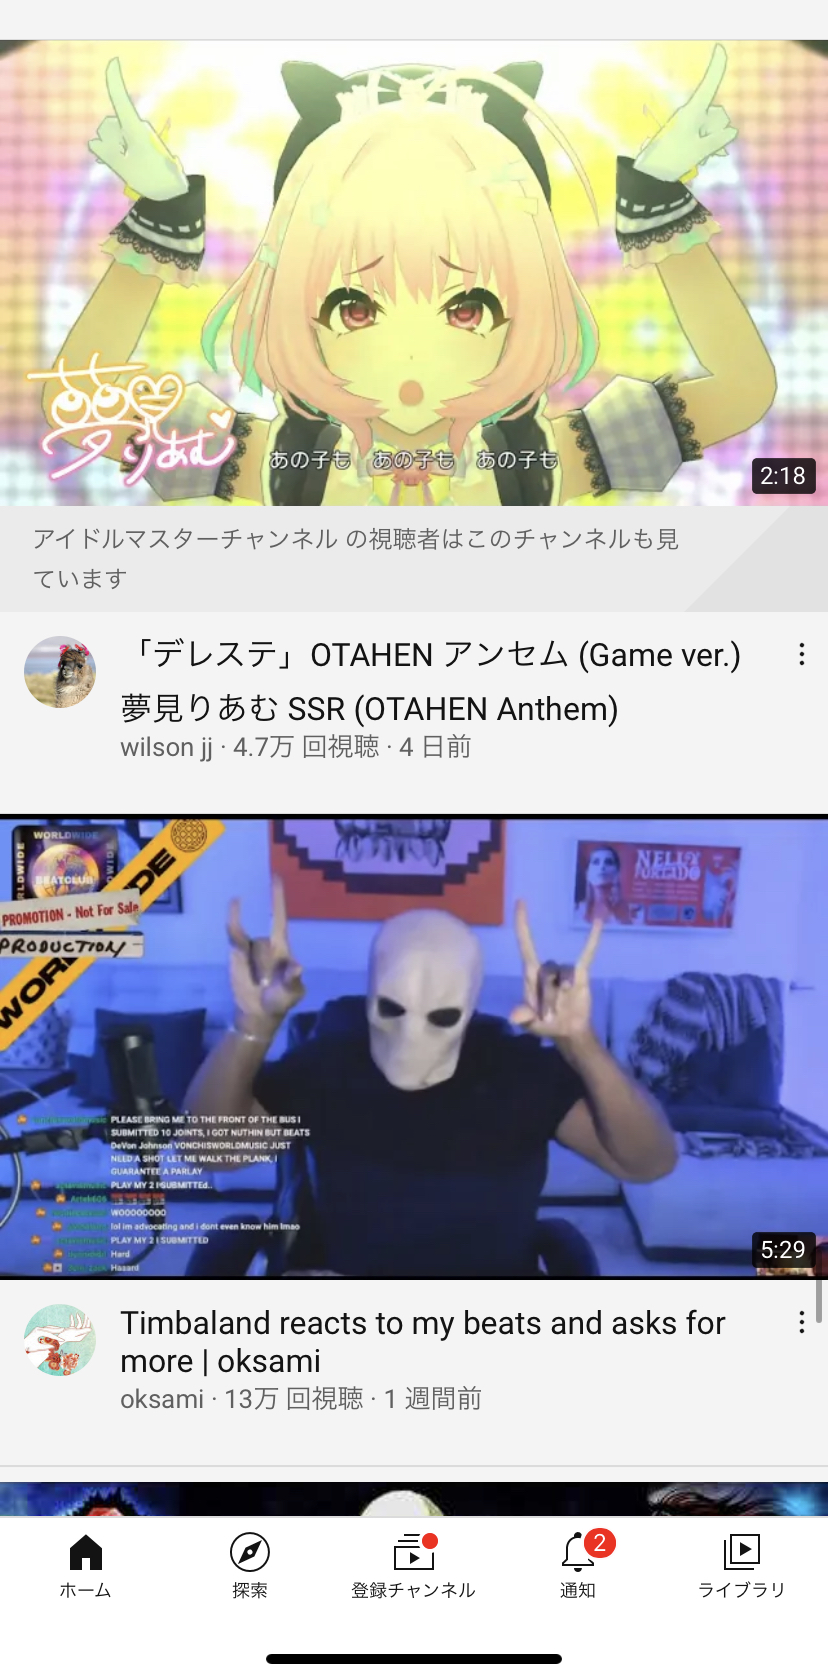 夢見りあむ
あの子も あの子も あの子も
2:18
アイドルマスターチャンネル の視聴者はこのチャンネルも見
ています
「デレステ」OTAHEN アンセム (Game ver.)
夢見りあむ SSR (OTAHEN Anthem)
wilson jj · 4.7万 回視聴 · 4 日前
WORLDWIDE
BEATCLUB
PROMOTION - Not For Sale
PRODUCTION
NELLY
FURTADO
PLEASE BRING ME TO THE FRONT OF THE BUS I
SUBMITTED 10 JOINTS, I GOT NUTHIN BUT BEATS
DeVon Johnson VONCHISWORLDMUSIC JUST
NEED A SHOT LET ME WALK THE PLANK, I
GUARANTEE A PARLAY
PLAY MY 2 I SUBMITTEd..
Artek606
WOOOOOOOO
lol im advocating and i dont even know him lmao
PLAY MY 2 I SUBMITTED
Hard
Hasard
5:29
Timbaland reacts to my beats and asks for
more | oksami
oksami · 13万 回視聴 · 1 週間前
2
ホーム 探索 登録チャンネル 通知 ライブラリ